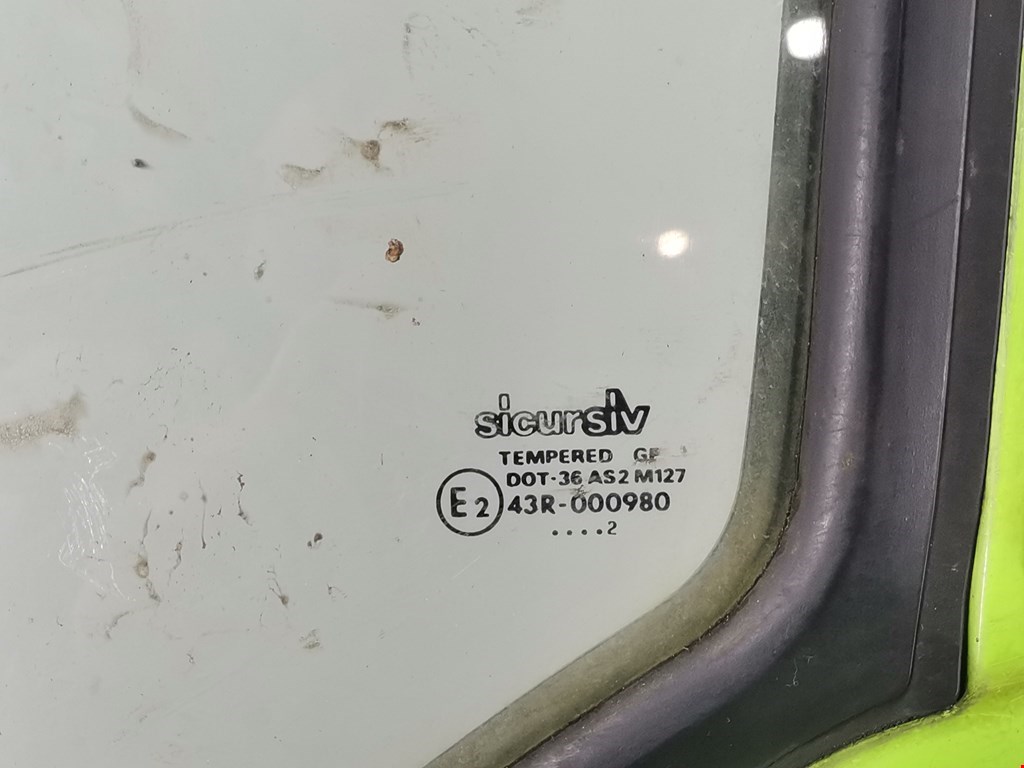 sicursiv
TEMPERED
DOT-36 AS2 M127
E2 43R-000980
....2